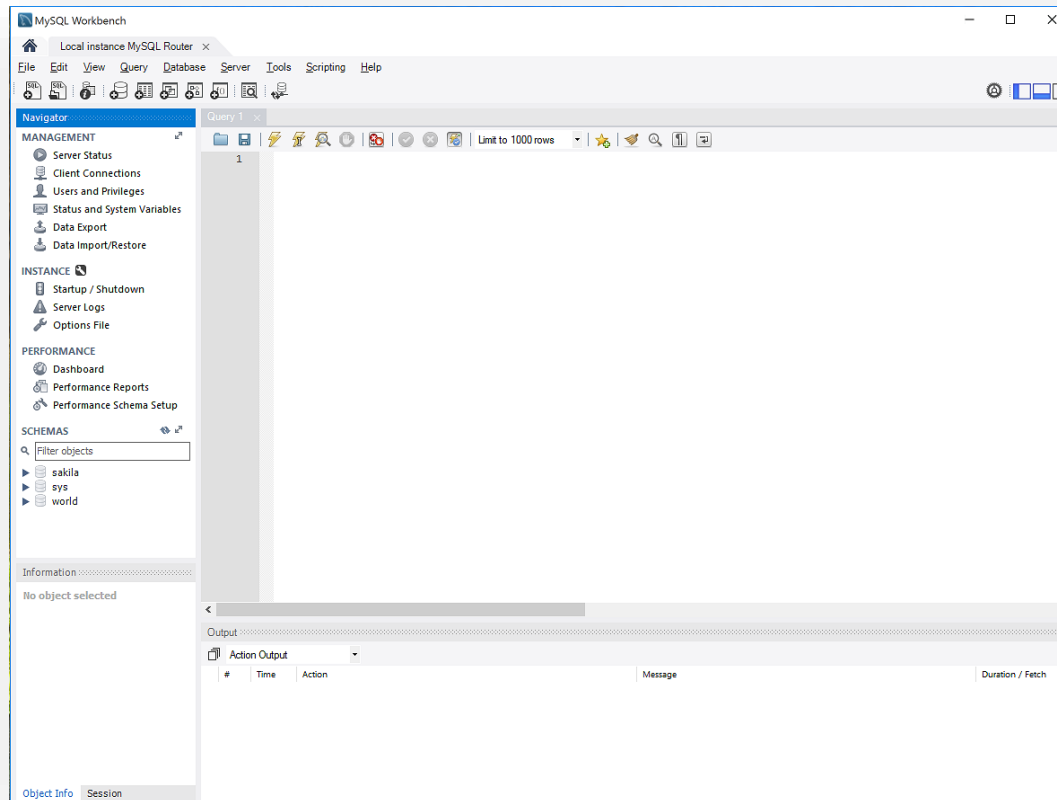 MySQL Workbench
Local instance MySQL Router
File Edit View Query Database Server Tools Scripting Help
Navigator
MANAGEMENT
Server Status
Client Connections
Users and Privileges
Status and System Variables
Data Export
Data Import/Restore
INSTANCE
Startup / Shutdown
Server Logs
Options File
PERFORMANCE
Dashboard
Performance Reports
Performance Schema Setup
SCHEMAS
Filter objects
sakila
sys
world
Information
No object selected
Object Info Session
Query 1
Limit to 1000 rows
1
Output
Action Output
# Time Action Message Duration / Fetch